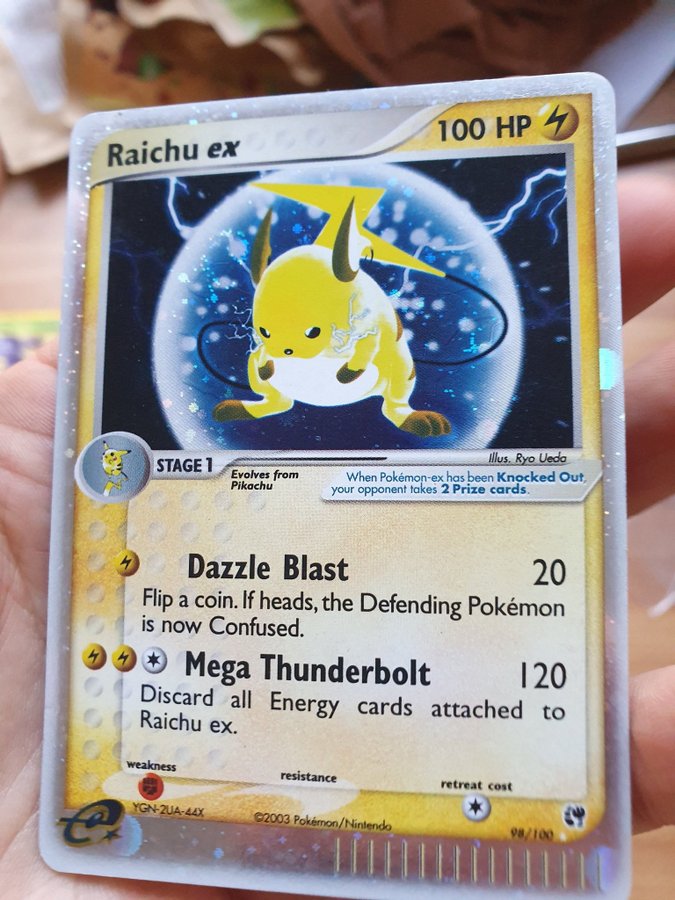 Raichu ex
100 HP
Illus. Ryo Ueda
STAGE 1
Evolves from
Pikachu
When Pokémon-ex has been Knocked Out,
your opponent takes 2 Prize cards.
Dazzle Blast 20
Flip a coin. If heads, the Defending Pokémon
is now Confused.
Mega Thunderbolt 120
Discard all Energy cards attached to
Raichu ex.
weakness
resistance
retreat cost
YGN-2UA-44X
©2003 Pokémon/Nintendo
98/100
e